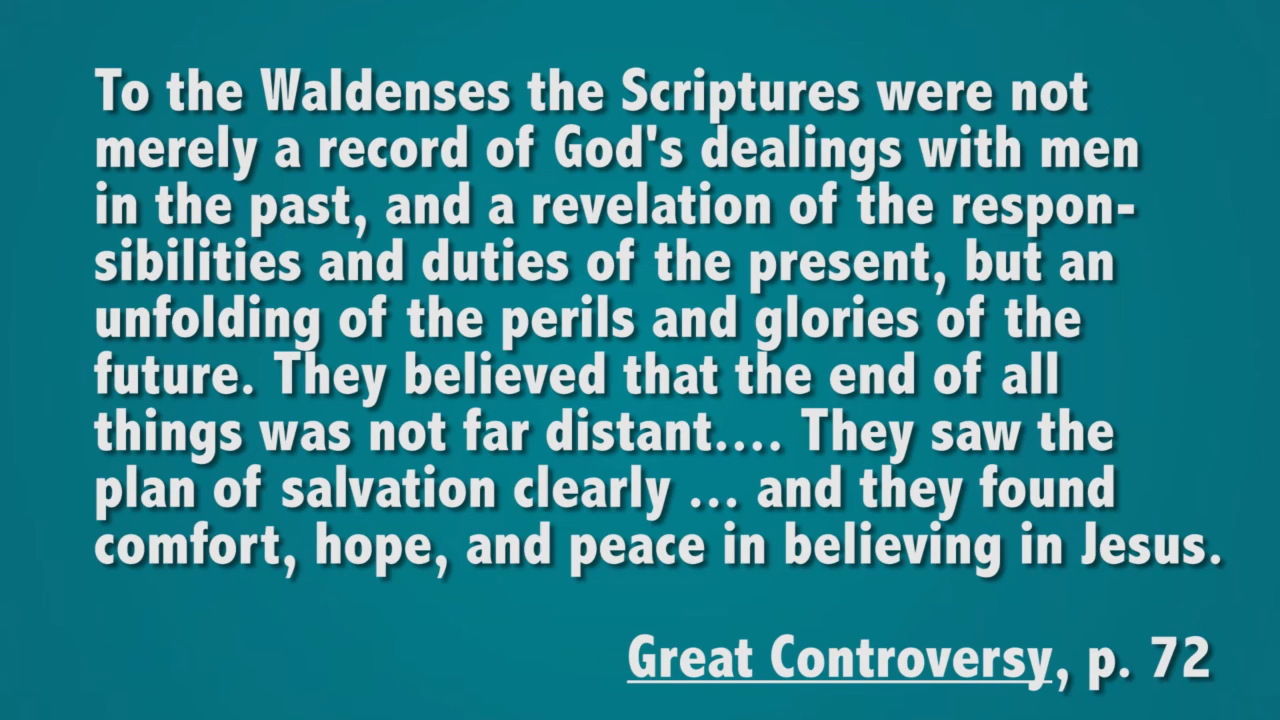 To the Waldenses the Scriptures were not
merely a record of God's dealings with men
in the past, and a revelation of the respon-
sibilities and duties of the present, but an
unfolding of the perils and glories of the
future. They believed that the end of all
things was not far distant.... They saw the
plan of salvation clearly ... and they found
comfort, hope, and peace in believing in Jesus.
Great Controversy, p. 72